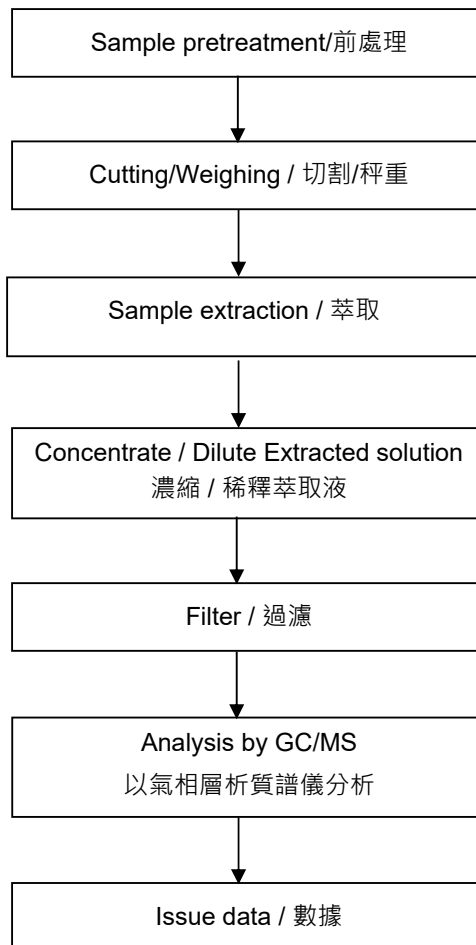 Sample pretreatment/前處理
Cutting/Weighing / 切割/秤重
Sample extraction / 萃取
Concentrate / Dilute Extracted solution
濃縮 / 稀釋萃取液
Filter / 過濾
Analysis by GC/MS
以氣相層析質譜儀分析
Issue data / 數據